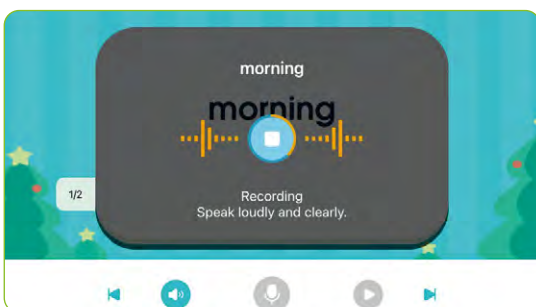 morning
morning
1/2
Recording
Speak loudly and clearly.